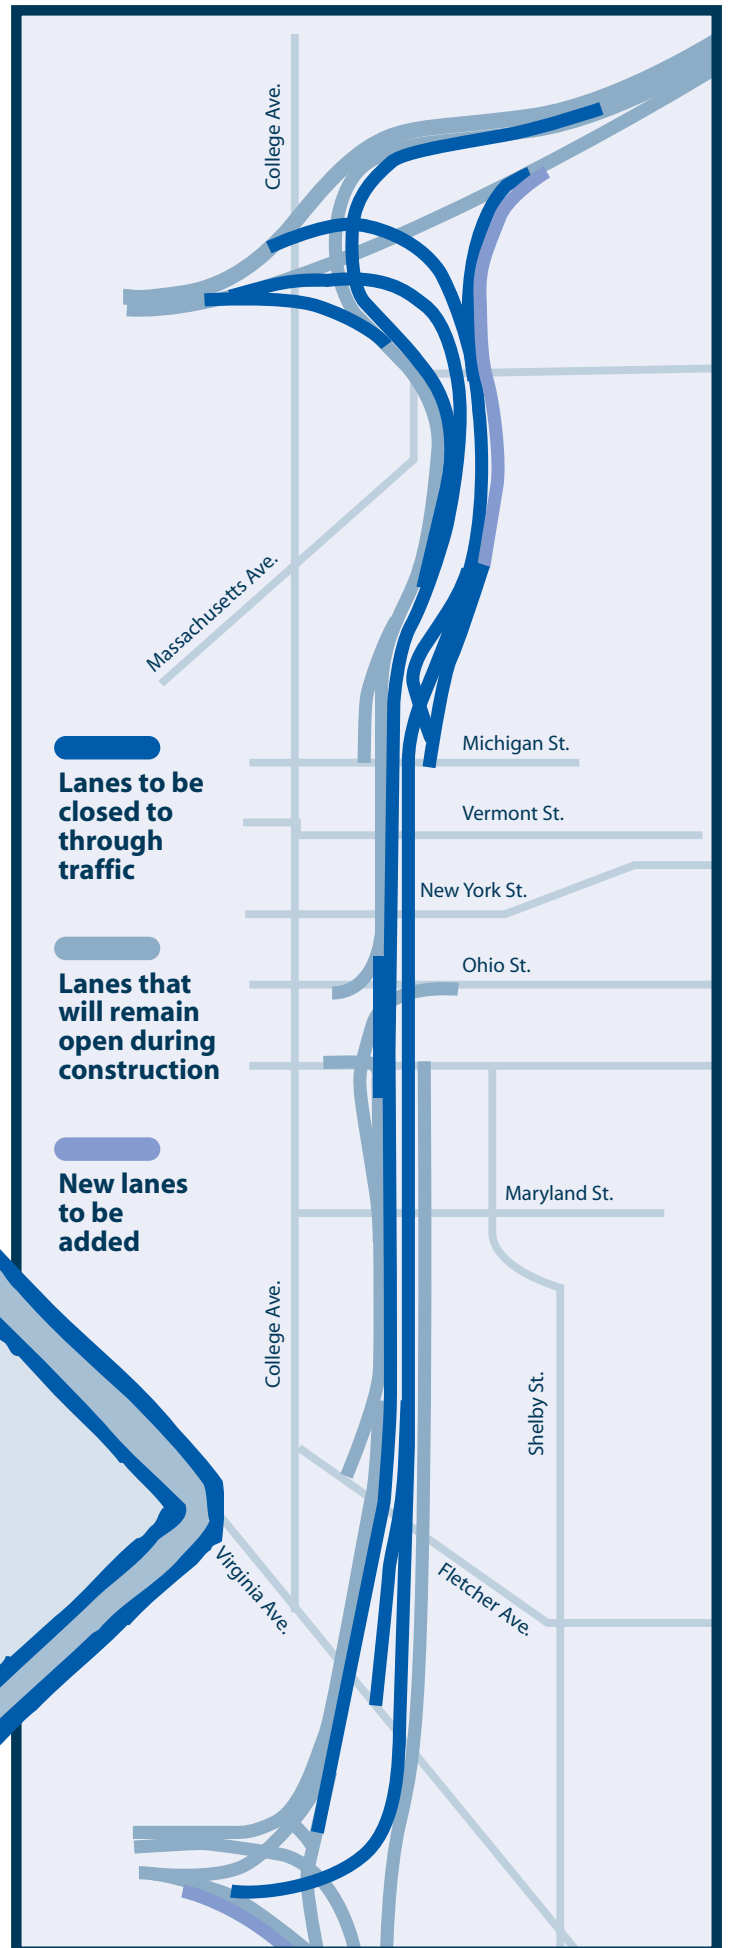 College Ave.
Massachusetts Ave.
Michigan St.
Lanes to be
closed to
through
traffic
Vermont St.
New York St.
Lanes that
will remain
open during
construction
Ohio St.
New lanes
to be
added
Maryland St.
College Ave.
Shelby St.
Virginia Ave.
Fletcher Ave.